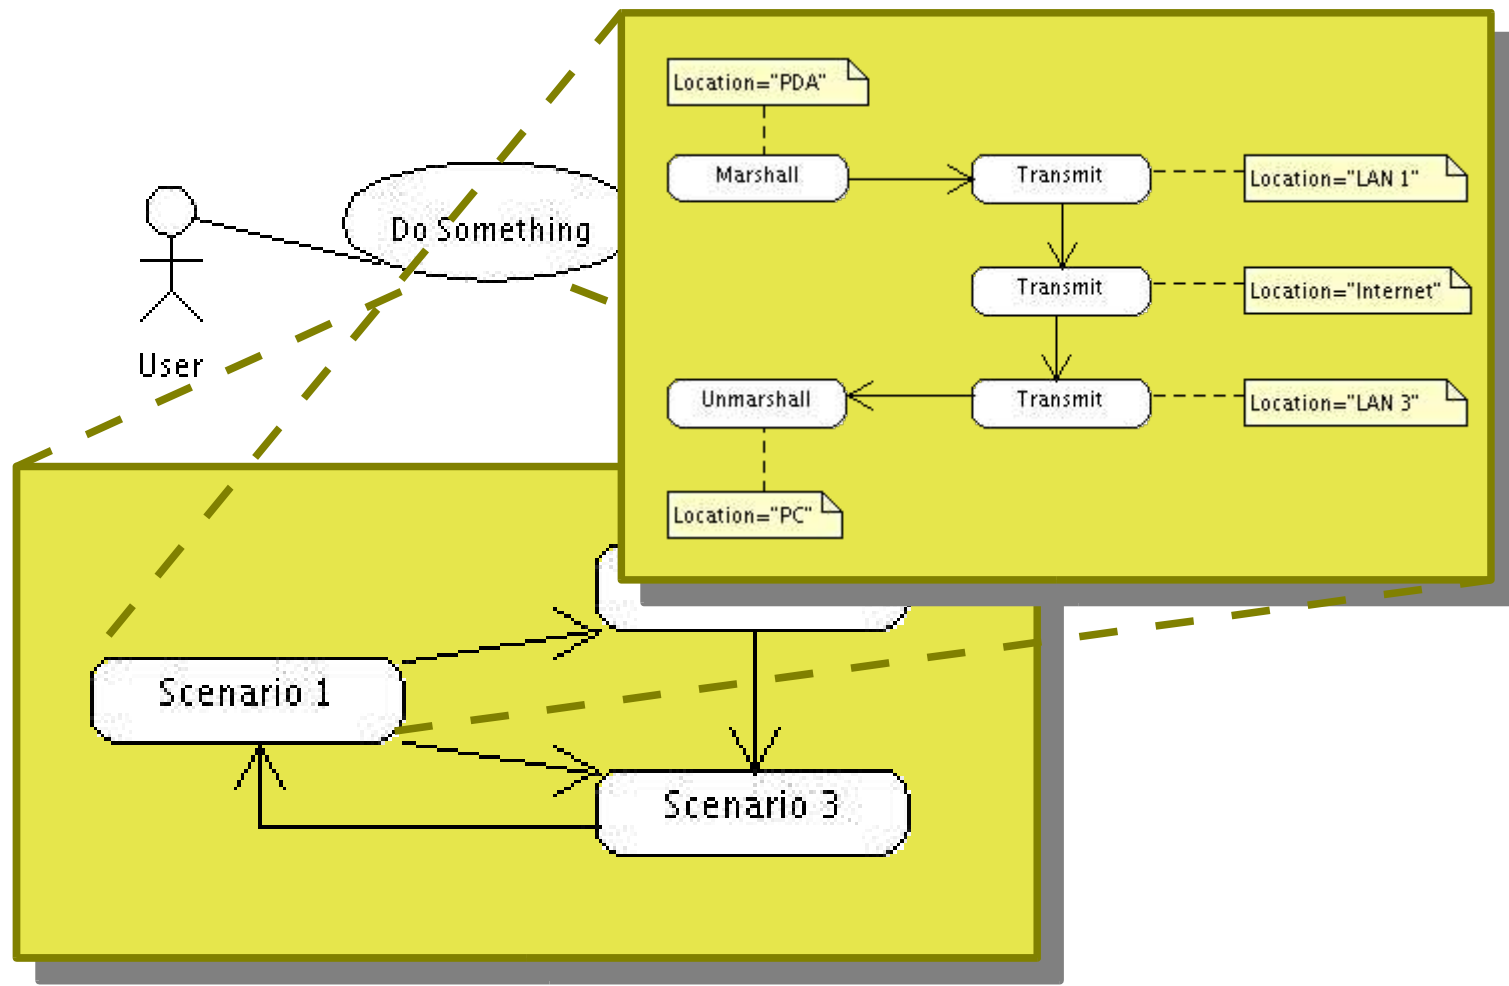 Location="PDA"
Marshall
Transmit
Location="LAN 1"
Do Something
Transmit
Location="Internet"
User
Unmarshall
Transmit
Location="LAN 3"
Location="PC"
Scenario 1
Scenario 3